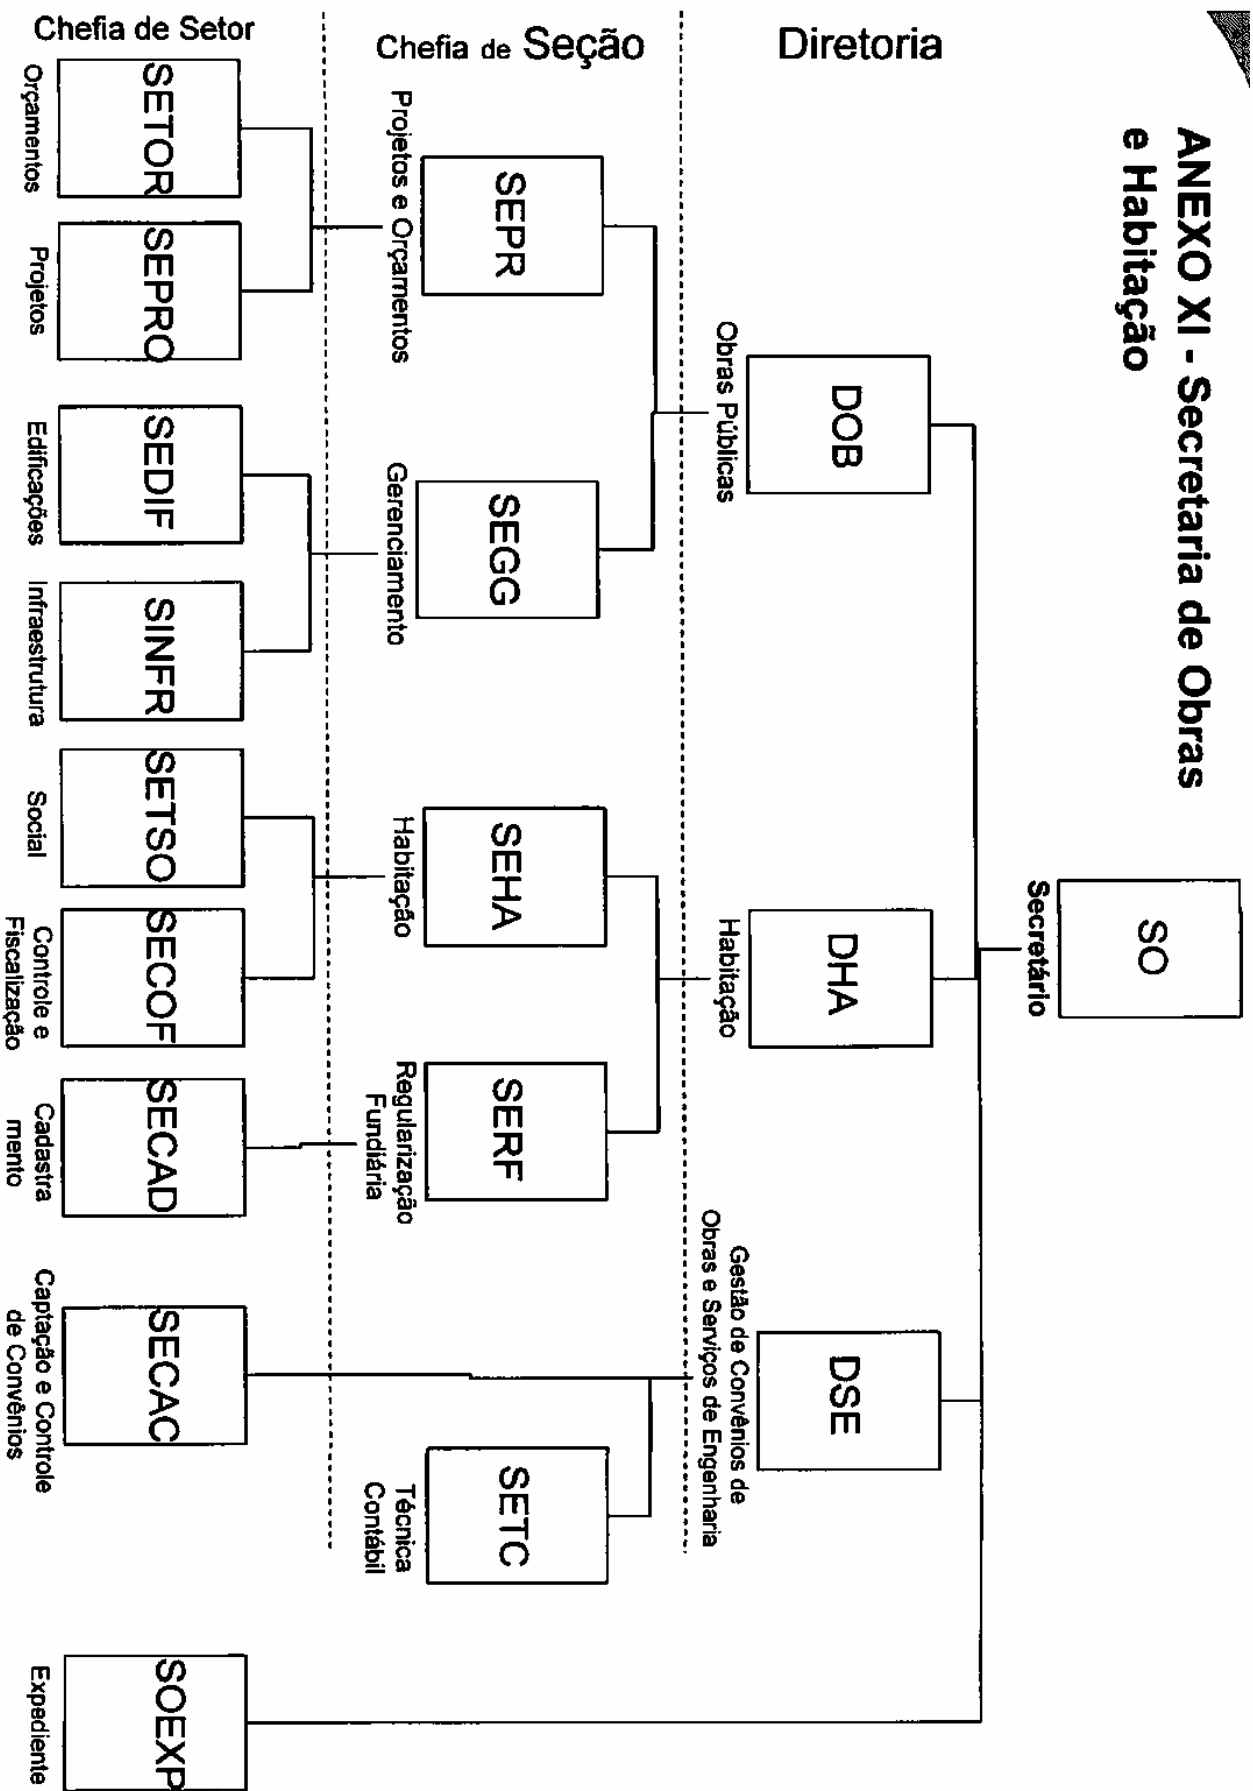 ANEXO XI - Secretaria de Obras
e Habitação
SO
Secretário
Diretoria
DOB
Obras Públicas
DHA
Habitação
DSE
Gestão de Convênios de
Obras e Serviços de Engenharia
Chefia de Seção
SEPR
Projetos e Orçamentos
SEGG
Gerenciamento
SEHA
Habitação
SERF
Regularização
Fundiária
SETC
Técnica
Contábil
Chefia de Setor
SETOR
Orçamentos
SEPRO
Projetos
SEDIF
Edificações
SINFR
Infraestrutura
SETSO
Social
SECOF
Controle e
Fiscalização
SECAD
Cadastra
mento
SECAC
Captação e Controle
de Convênios
SOEXP
Expediente